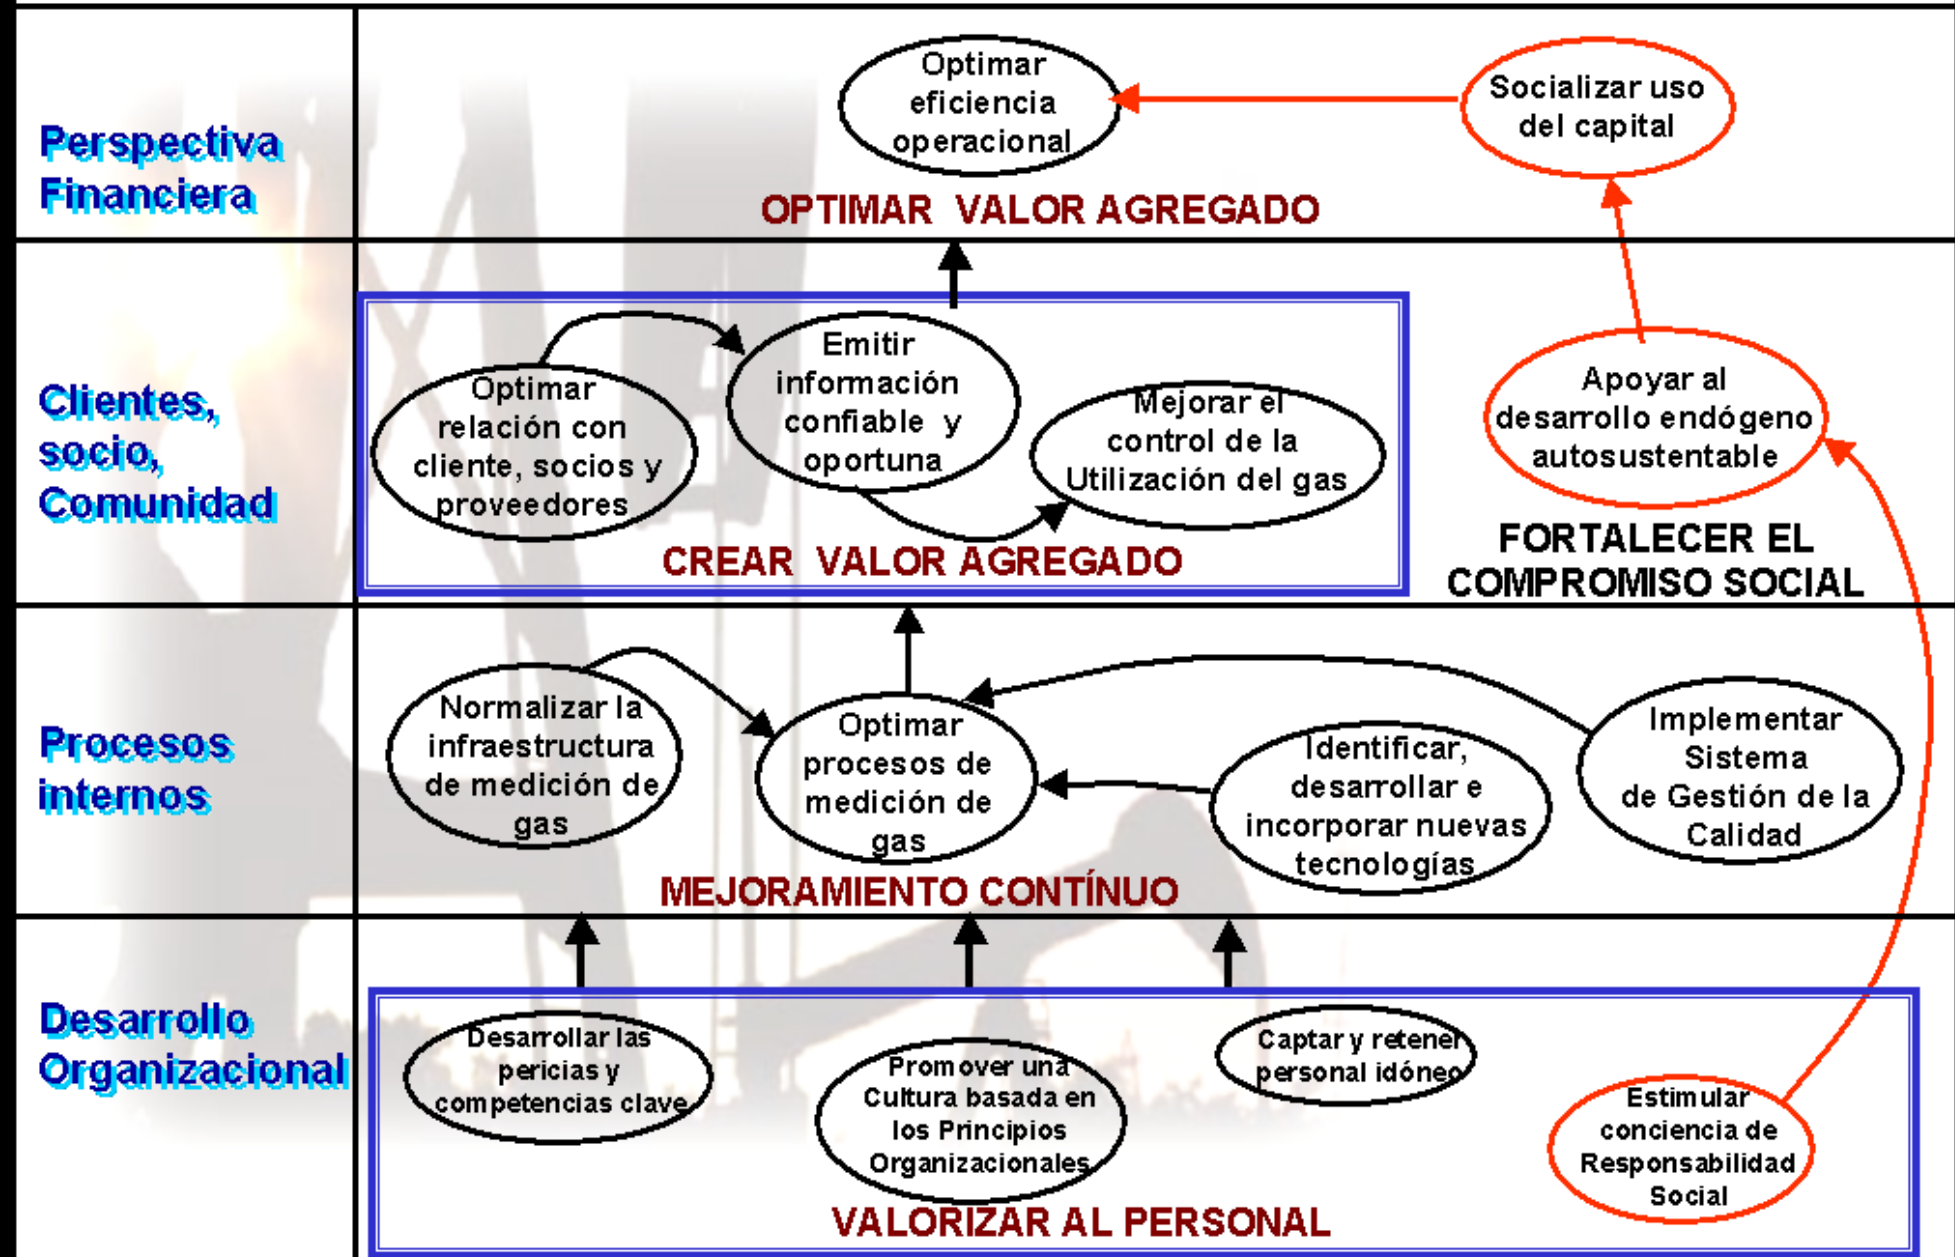 Perspectiva
Financiera
Optimar
eficiencia
operacional
Socializar uso
del capital
OPTIMAR VALOR AGREGADO
Clientes,
socio,
Comunidad
Optimar
relación con
cliente, socios y
proveedores
Emitir
información
confiable y
oportuna
Mejorar el
control de la
Utilización del gas
CREAR VALOR AGREGADO
Apoyar al
desarrollo endógeno
autosustentable
FORTALECER EL
COMPROMISO SOCIAL
Procesos
internos
Normalizar la
infraestructura
de medición de
gas
Optimar
procesos de
medición de
gas
Identificar,
desarrollar e
incorporar nuevas
tecnologías
Implementar
Sistema
de Gestión de la
Calidad
MEJORAMIENTO CONTÍNUO
Desarrollo
Organizacional
Desarrollar las
pericias y
competencias clave
Promover una
Cultura basada en
los Principios
Organizacionales
Captar y retener
personal idóneo
Estimular
conciencia de
Responsabilidad
Social
VALORIZAR AL PERSONAL